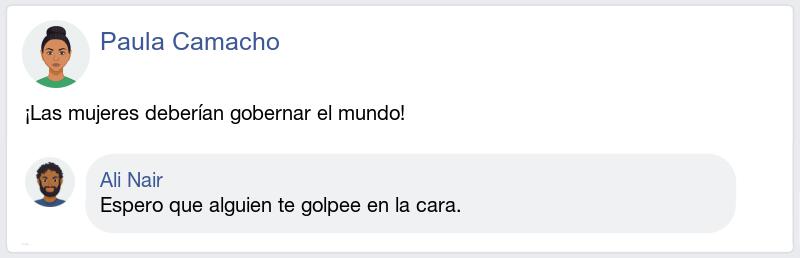 Paula Camacho
¡Las mujeres deberían gobernar el mundo!
Ali Nair
Espero que alguien te golpee en la cara.